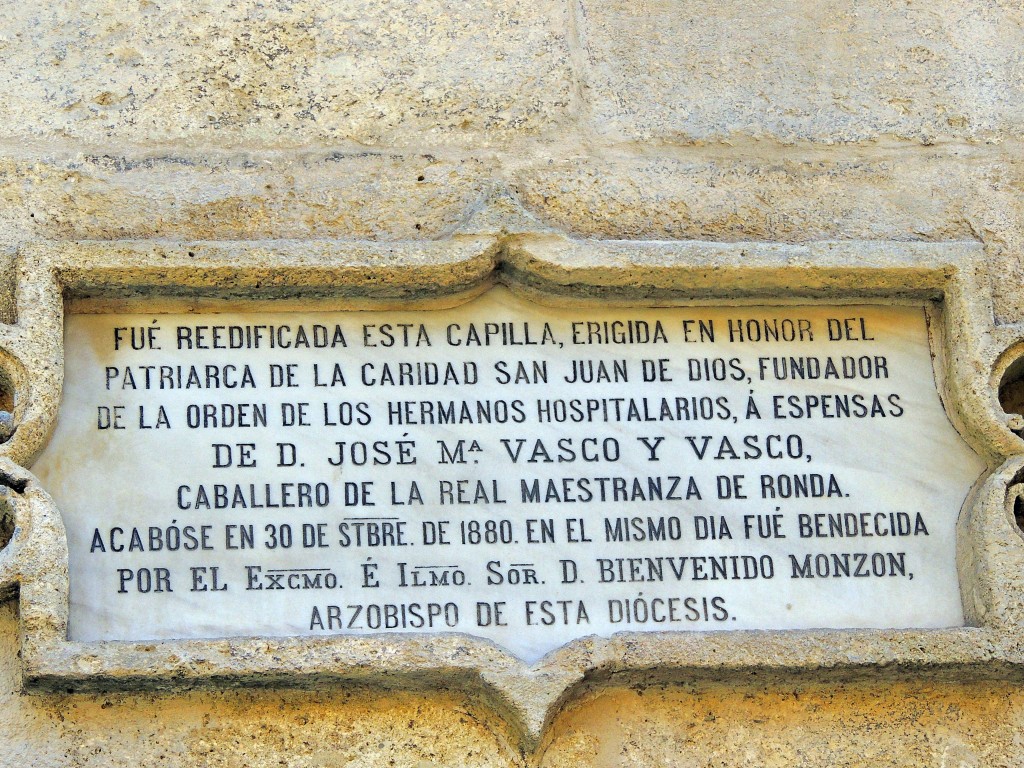 FUÉ REEDIFICADA ESTA CAPILLA, ERIGIDA EN HONOR DEL
PATRIARCA DE LA CARIDAD SAN JUAN DE DIOS, FUNDADOR
DE LA ORDEN DE LOS HERMANOS HOSPITALARIOS, Á ESPENSAS
DE D. JOSÉ Mª. VASCO Y VASCO,
CABALLERO DE LA REAL MAESTRANZA DE RONDA.
ACABÓSE EN 30 DE STBRE. DE 1880. EN EL MISMO DIA FUÉ BENDECIDA
POR EL EXCMO. É ILMO. SOR. D. BIENVENIDO MONZON,
ARZOBISPO DE ESTA DIÓCESIS.